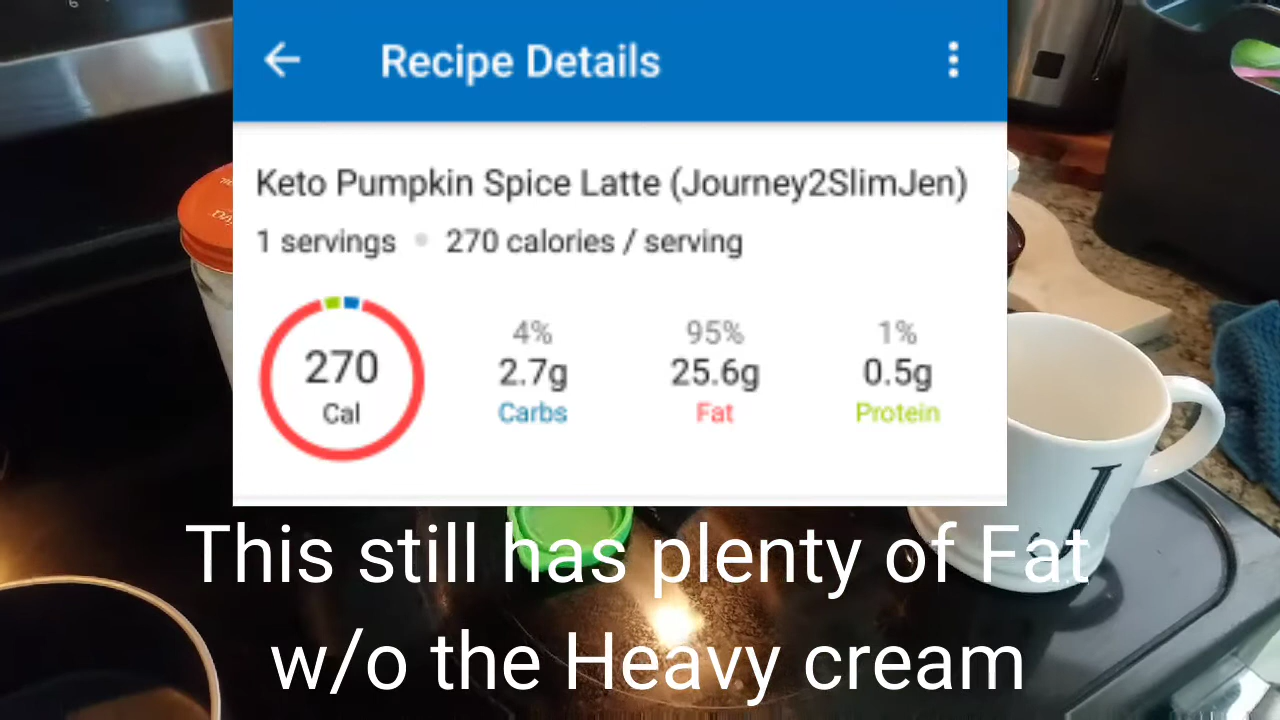 Recipe Details
Keto Pumpkin Spice Latte (Journey2SlimJen)
1 servings • 270 calories / serving
270
Cal
4%
2.7g
Carbs
95%
25.6g
Fat
1%
0.5g
Protein
J
This still has plenty of Fat
w/o the Heavy cream